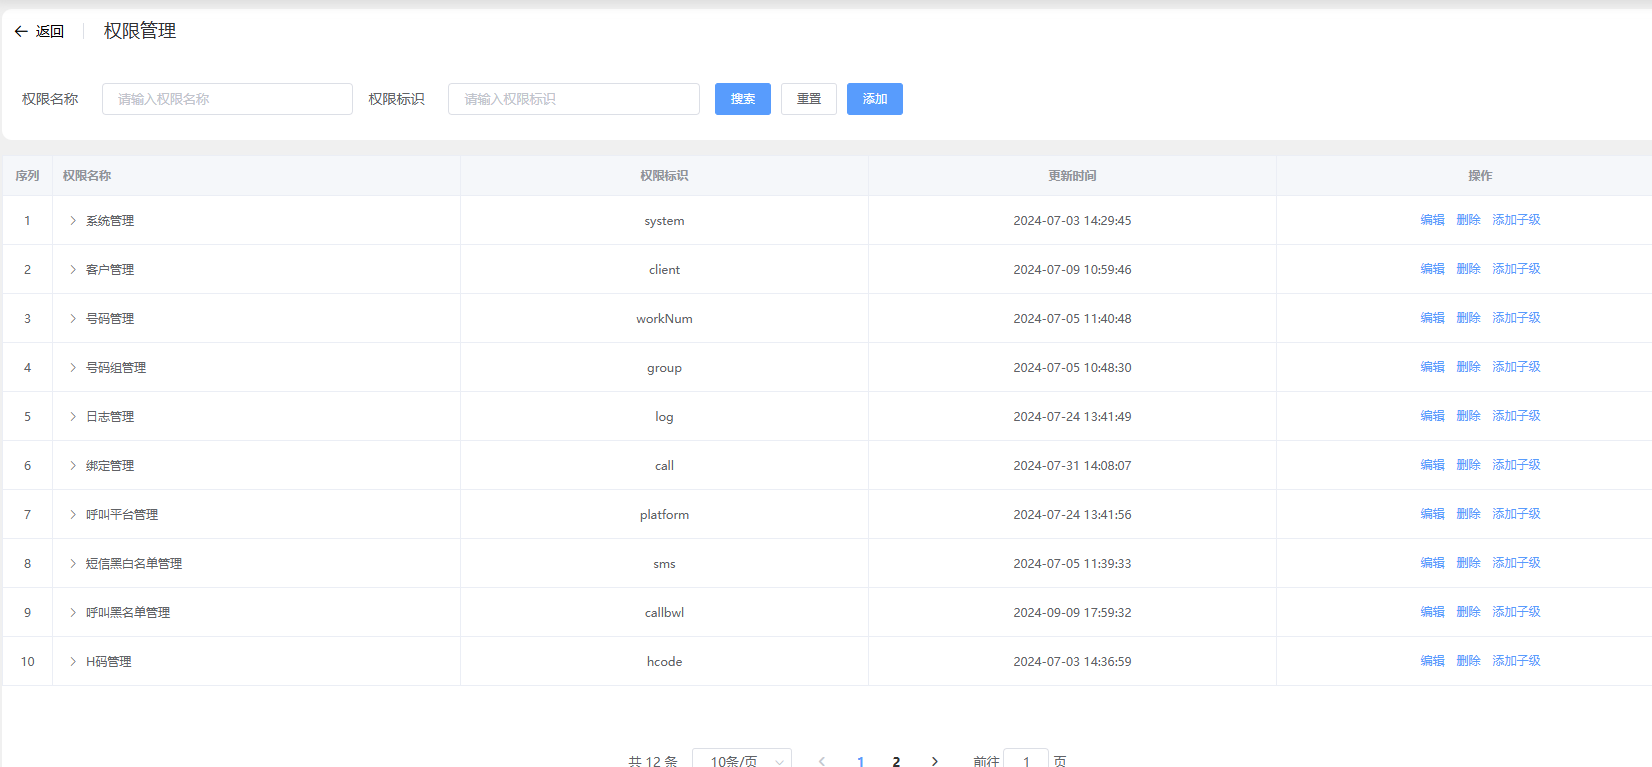 返回 权限管理
权限名称 请输入权限名称 权限标识 请输入权限标识 搜索 重置 添加
序列 权限名称 权限标识 更新时间 操作
1 系统管理 system 2024-07-03 14:29:45 编辑 删除 添加子级
2 客户管理 client 2024-07-09 10:59:46 编辑 删除 添加子级
3 号码管理 workNum 2024-07-05 11:40:48 编辑 删除 添加子级
4 号码组管理 group 2024-07-05 10:48:30 编辑 删除 添加子级
5 日志管理 log 2024-07-24 13:41:49 编辑 删除 添加子级
6 绑定管理 call 2024-07-31 14:08:07 编辑 删除 添加子级
7 呼叫平台管理 platform 2024-07-24 13:41:56 编辑 删除 添加子级
8 短信黑白名单管理 sms 2024-07-05 11:39:33 编辑 删除 添加子级
9 呼叫黑名单管理 callbwl 2024-09-09 17:59:32 编辑 删除 添加子级
10 H码管理 hcode 2024-07-03 14:36:59 编辑 删除 添加子级
共 12 条 10条/页 1 2 前往 1 页